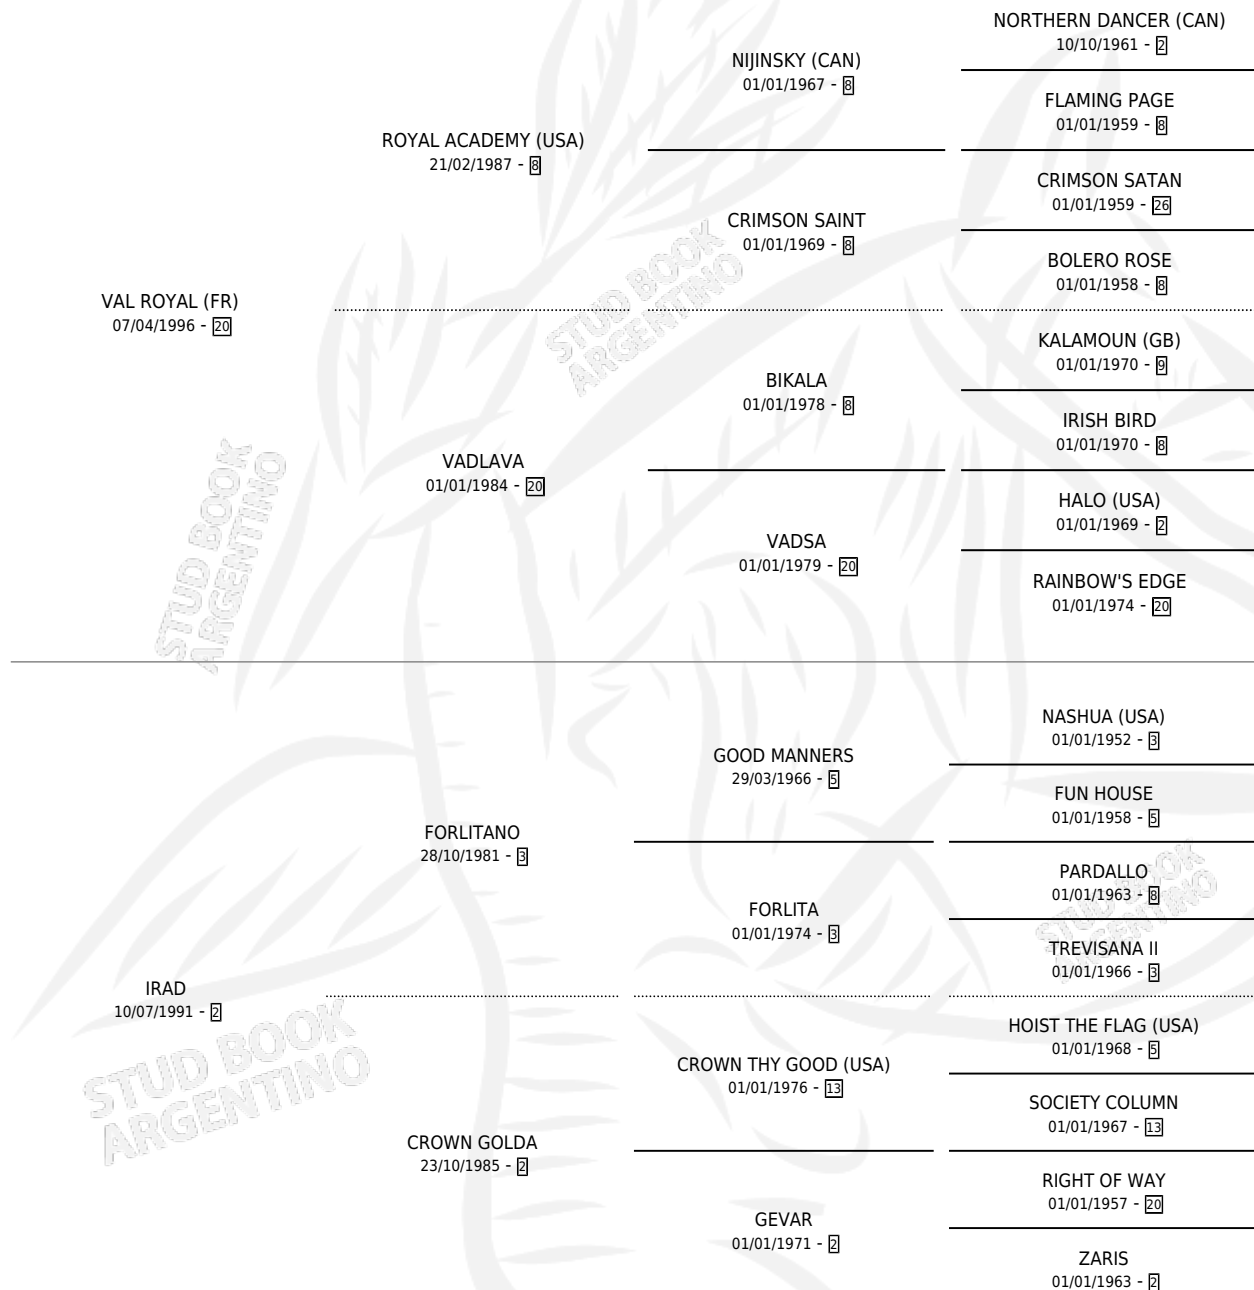 NORTHERN DANCER (CAN)
10/10/1961 - 2
NIJINSKY (CAN)
01/01/1967 - 8
FLAMING PAGE
01/01/1959 - 8
ROYAL ACADEMY (USA)
21/02/1987 - 8
CRIMSON SATAN
01/01/1959 - 26
CRIMSON SAINT
01/01/1969 - 8
BOLERO ROSE
01/01/1958 - 8
VAL ROYAL (FR)
07/04/1996 - 20
KALAMOUN (GB)
01/01/1970 - 9
BIKALA
01/01/1978 - 8
IRISH BIRD
01/01/1970 - 8
VADLAVA
01/01/1984 - 20
HALO (USA)
01/01/1969 - 2
VADSA
01/01/1979 - 20
RAINBOW'S EDGE
01/01/1974 - 20
STUD BOOK
ARGENTINO
STUD BOOK
ARGENTINO
NASHUA (USA)
01/01/1952 - 3
GOOD MANNERS
29/03/1966 - 5
FUN HOUSE
01/01/1958 - 5
FORLITANO
28/10/1981 - 3
PARDALLO
01/01/1963 - 8
FORLITA
01/01/1974 - 3
TREVISANA II
01/01/1966 - 3
IRAD
10/07/1991 - 2
HOIST THE FLAG (USA)
01/01/1968 - 5
CROWN THY GOOD (USA)
01/01/1976 - 13
SOCIETY COLUMN
01/01/1967 - 13
CROWN GOLDA
23/10/1985 - 2
RIGHT OF WAY
01/01/1957 - 20
GEVAR
01/01/1971 - 2
ZARIS
01/01/1963 - 2
STUD BOOK
ARGENTINO
STUD BOOK
ARGENTINO